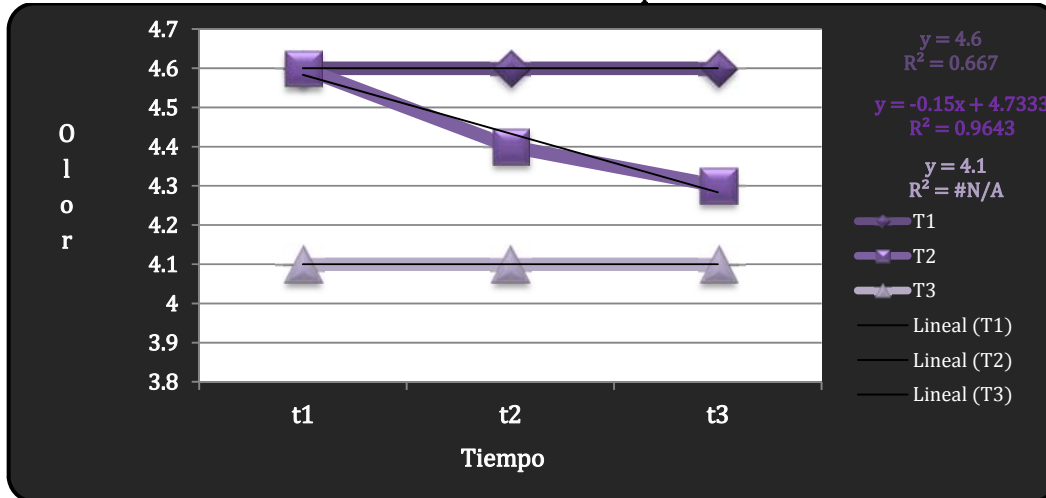 4.7
4.6
4.5
4.4
4.3
4.2
4.1
4
3.9
3.8
O
l
o
r
t1 t2 t3
Tiempo
y = 4.6
R² = 0.667
y = -0.15x + 4.7333
R² = 0.9643
y = 4.1
R² = #N/A
T1
T2
T3
Lineal (T1)
Lineal (T2)
Lineal (T3)